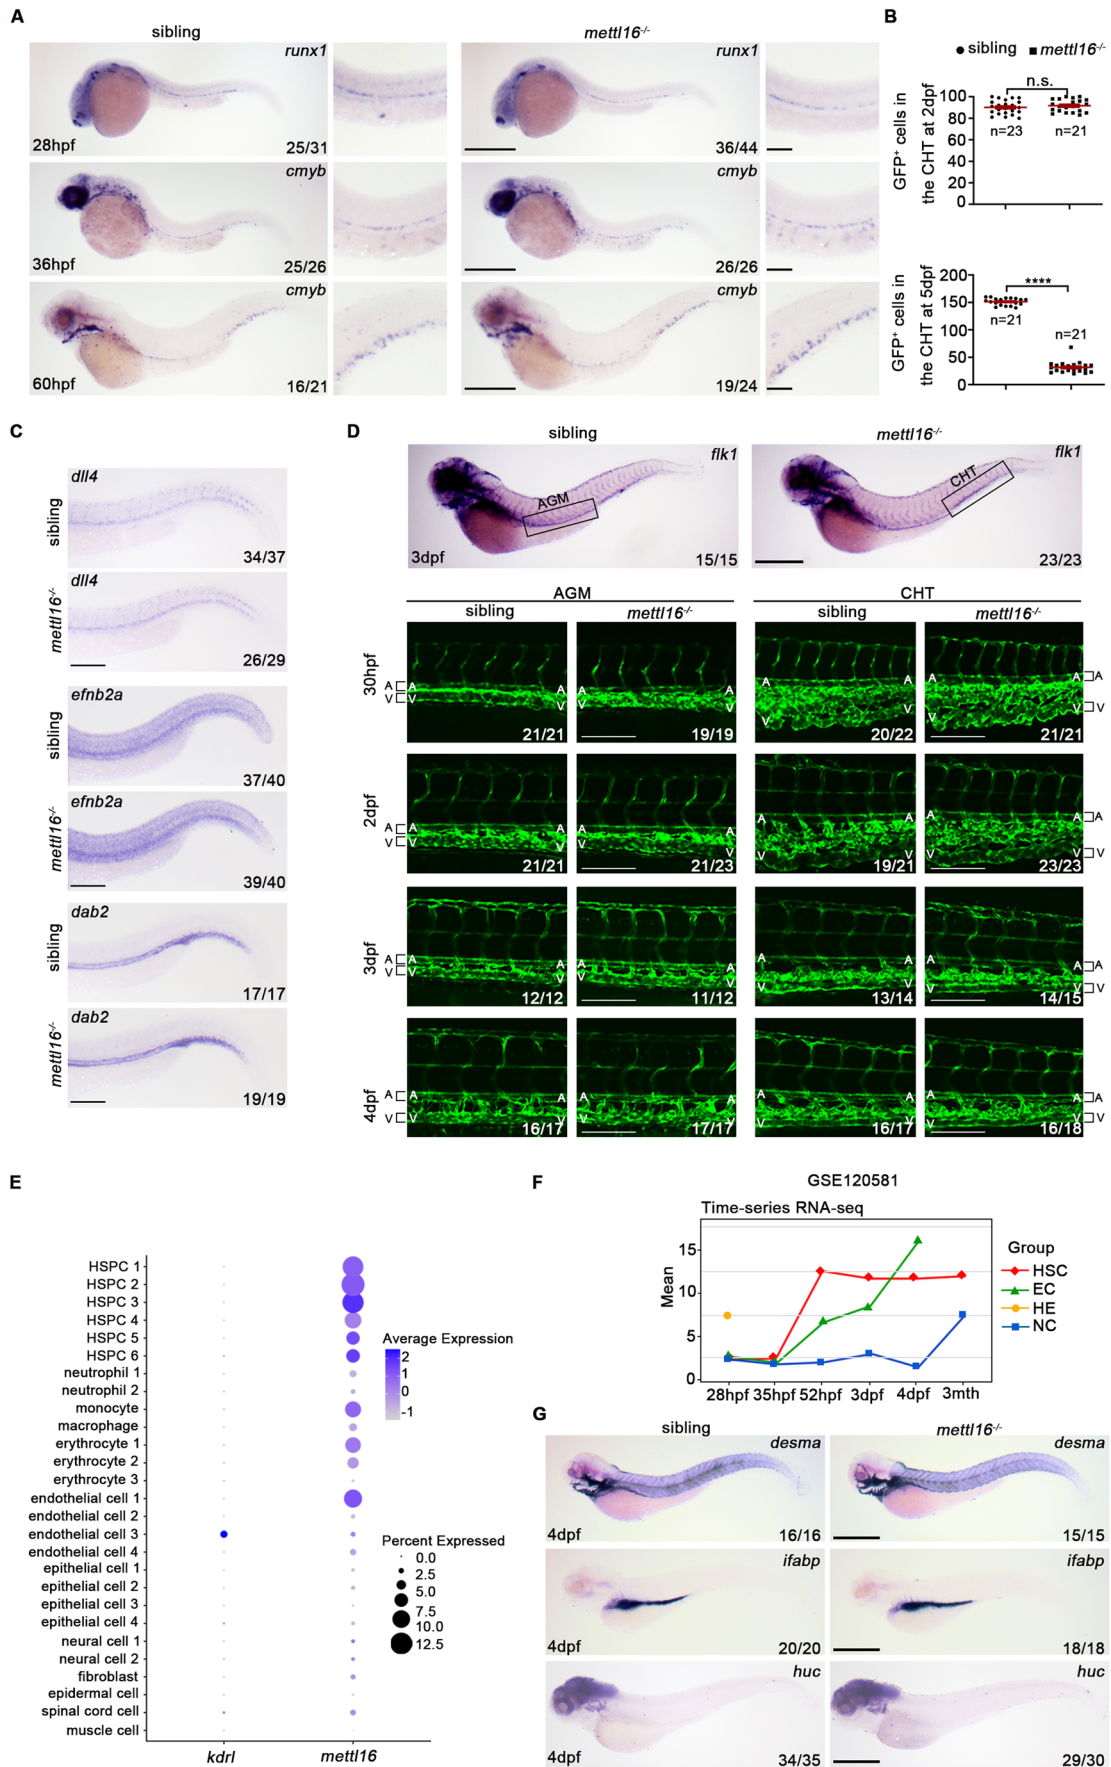 A
sibling
mettl16-/-
runx1
28hpf
25/31
runx1
36/44
cmyb
36hpf
25/26
cmyb
26/26
cmyb
60hpf
16/21
cmyb
19/24
B
sibling
mettl16-/-
GFP+ cells in
the CHT at 2dpf
100
80
60
40
20
0
n.s.
n=23
n=21
GFP+ cells in
the CHT at 5dpf
200
150
100
50
0
****
n=21
n=21
C
sibling
dll4
34/37
mettl16-/-
dll4
26/29
sibling
efnb2a
37/40
mettl16-/-
efnb2a
39/40
sibling
dab2
17/17
mettl16-/-
dab2
19/19
D
sibling
mettl16-/-
flk1
AGM
3dpf
15/15
flk1
CHT
23/23
AGM
CHT
sibling
mettl16-/-
sibling
mettl16-/-
30hpf
A
V
A
V
A
V
21/21
19/19
A
V
A
V
A
V
20/22
21/21
2dpf
A
V
A
V
A
V
21/21
21/23
A
V
A
V
A
V
19/21
23/23
3dpf
A
V
A
V
A
V
12/12
11/12
A
V
A
V
A
V
13/14
14/15
4dpf
A
V
A
V
A
V
16/17
17/17
A
V
A
V
A
V
16/17
16/18
E
HSPC 1
HSPC 2
HSPC 3
HSPC 4
HSPC 5
HSPC 6
neutrophil 1
neutrophil 2
monocyte
macrophage
erythrocyte 1
erythrocyte 2
erythrocyte 3
endothelial cell 1
endothelial cell 2
endothelial cell 3
endothelial cell 4
epithelial cell 1
epithelial cell 2
epithelial cell 3
epithelial cell 4
neural cell 1
neural cell 2
fibroblast
epidermal cell
spinal cord cell
muscle cell
kdrl
mettl16
Average Expression
2
1
0
-1
Percent Expressed
0.0
2.5
5.0
7.5
10.0
12.5
F
GSE120581
Time-series RNA-seq
Mean
15
10
5
0
28hpf
35hpf
52hpf
3dpf
4dpf
3mth
Group
HSC
EC
HE
NC
G
sibling
mettl16-/-
desma
4dpf
16/16
desma
15/15
ifabp
4dpf
20/20
ifabp
18/18
huc
4dpf
34/35
huc
29/30